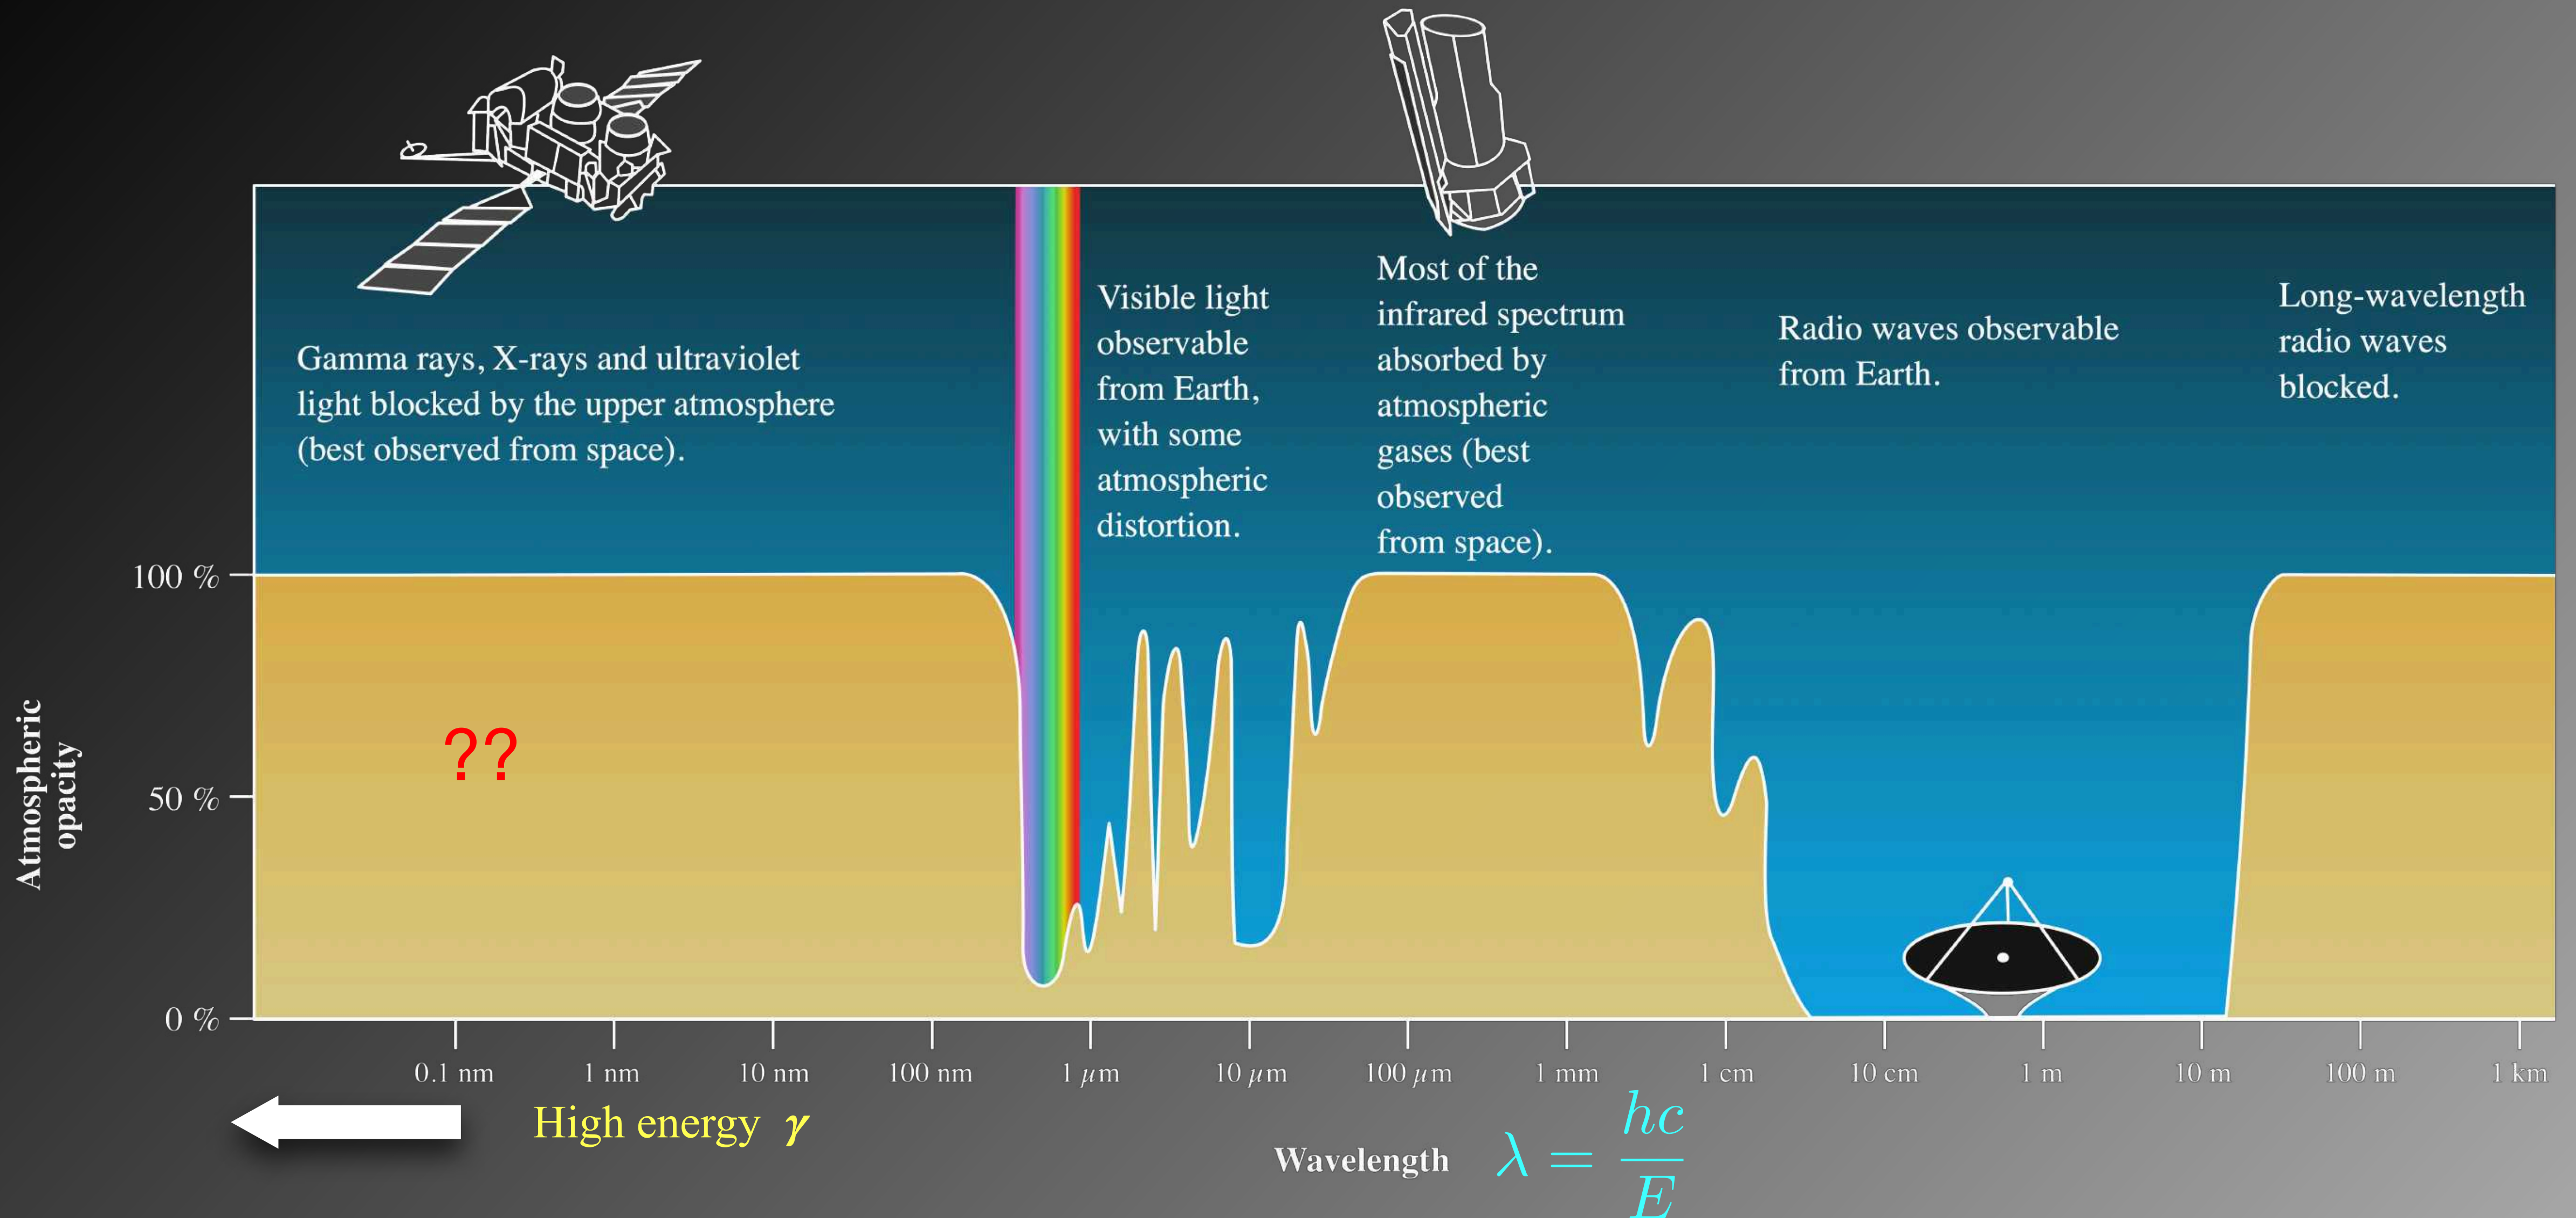 Gamma rays, X-rays and ultraviolet
light blocked by the upper atmosphere
(best observed from space).
Visible light
observable
from Earth,
with some
atmospheric
distortion.
Most of the
infrared spectrum
absorbed by
atmospheric
gases (best
observed
from space).
Radio waves observable
from Earth.
Long-wavelength
radio waves
blocked.
Atmospheric
opacity
100 %
50 %
0 %
??
0.1 nm 1 nm 10 nm 100 nm 1 μm 10 μm 100 μm 1 mm 1 cm 10 cm 1 m 10 m 100 m 1 km
High energy γ
Wavelength λ = hc/E